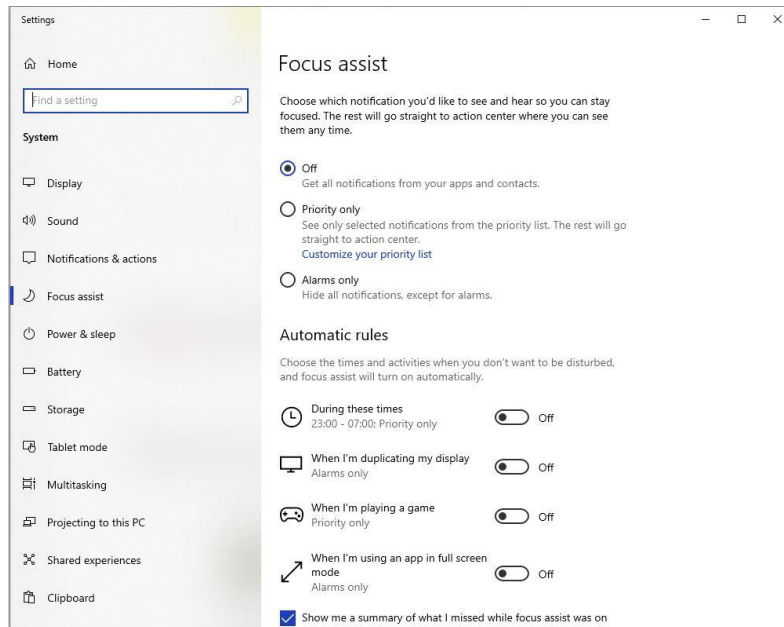 Settings
Home
Find a setting
System
Display
Sound
Notifications & actions
Focus assist
Power & sleep
Battery
Storage
Tablet mode
Multitasking
Projecting to this PC
Shared experiences
Clipboard
Focus assist
Choose which notification you'd like to see and hear so you can stay
focused. The rest will go straight to action center where you can see
them any time.
Off
Get all notifications from your apps and contacts.
Priority only
See only selected notifications from the priority list. The rest will go
straight to action center.
Customize your priority list
Alarms only
Hide all notifications, except for alarms.
Automatic rules
Choose the times and activities when you don't want to be disturbed,
and focus assist will turn on automatically.
During these times
23:00 - 07:00; Priority only
Off
When I'm duplicating my display
Alarms only
Off
When I'm playing a game
Priority only
Off
When I'm using an app in full screen
mode
Alarms only
Off
Show me a summary of what I missed while focus assist was on